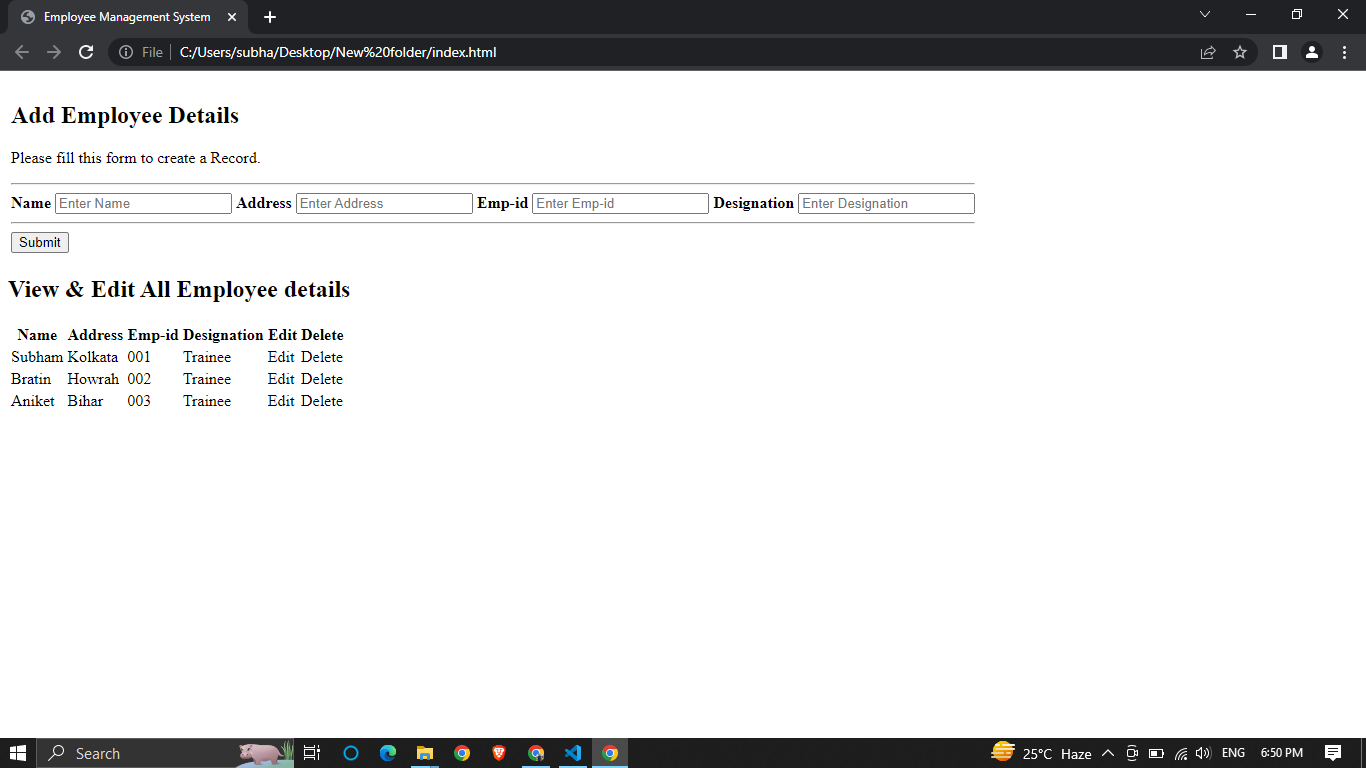 Employee Management System
File C:/Users/subha/Desktop/New%20folder/index.html
Add Employee Details
Please fill this form to create a Record.
Name Enter Name Address Enter Address Emp-id Enter Emp-id Designation Enter Designation
Submit
View & Edit All Employee details
Name Address Emp-id Designation Edit Delete
Subham Kolkata 001 Trainee Edit Delete
Bratin Howrah 002 Trainee Edit Delete
Aniket Bihar 003 Trainee Edit Delete
Search 25°C Haze ENG 6:50 PM